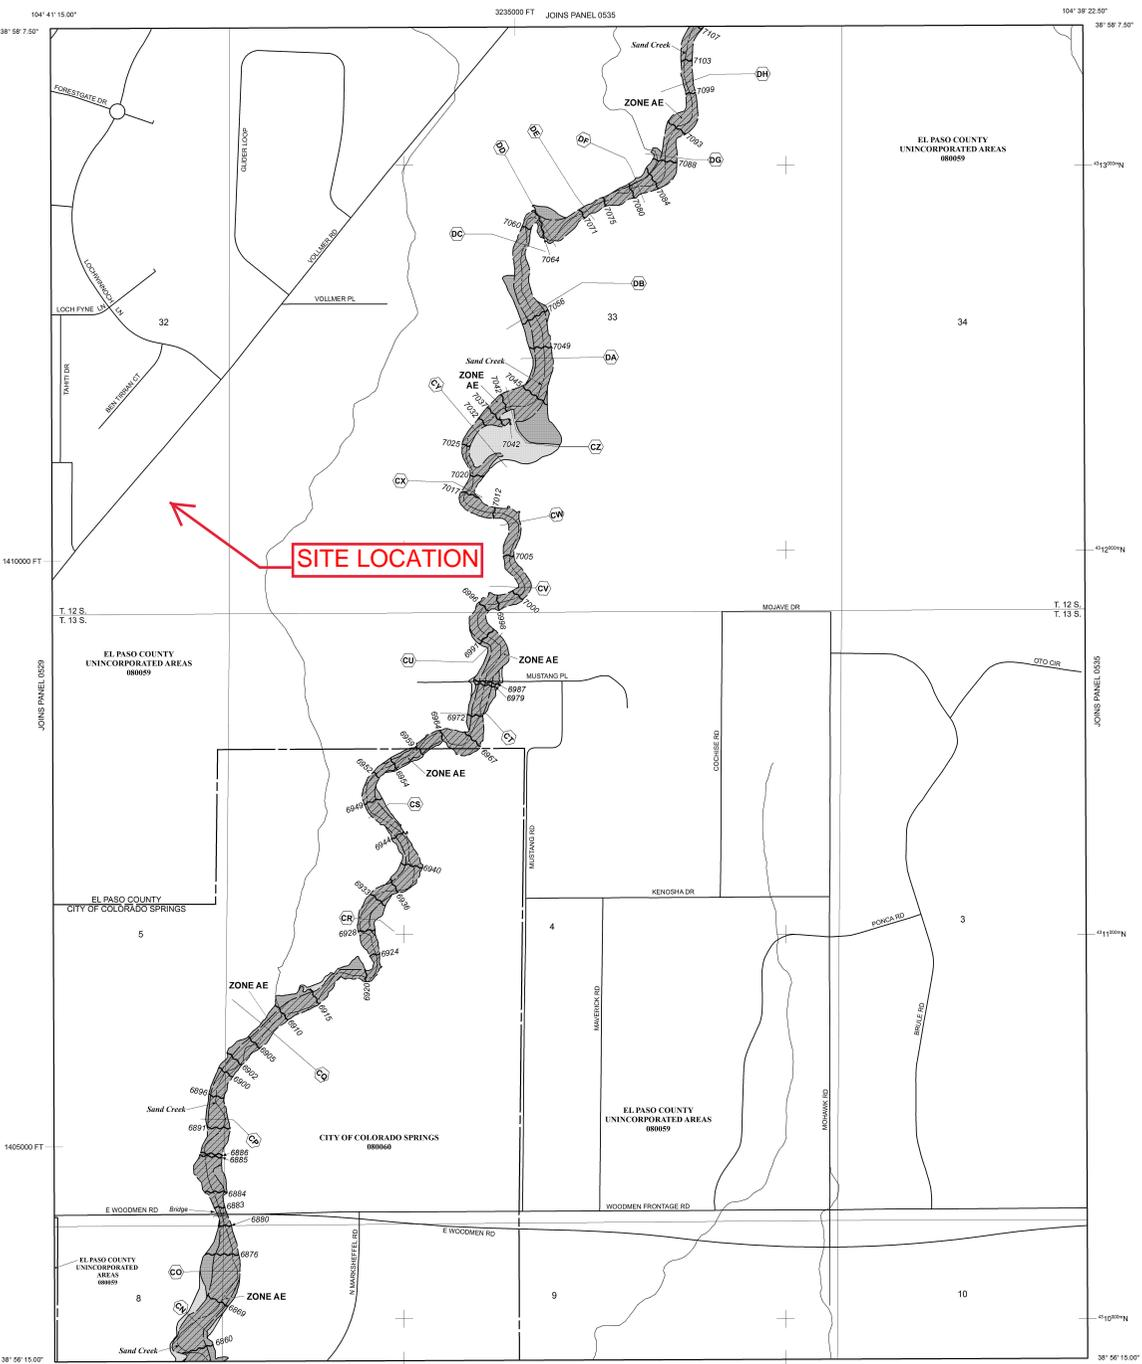 104° 41' 15.00"
3235000 FT
JOINS PANEL 0535
104° 39' 22.50"
38° 58' 7.50"
38° 58' 7.50"
7107
Sand Creek
7103
DH
7099
ZONE AE
FORESTGATE DR
GLIDER LOOP
DE
DF
DD
7093
EL PASO COUNTY
UNINCORPORATED AREAS
080059
7088
DG
4313000mN
7084
7080
7075
7071
7060
DC
7064
VOLLMER RD
LOCHWINNOCH LN
VOLLMER PL
LOCH FYNE LN
DB
7056
32
33
34
7049
DA
Sand Creek
ZONE
AE
TAHITI DR
BEN TIRRAN CT
CY
7045
7042
7037
7032
7025
7042
CZ
CX
7020
7017
7012
CW
SITE LOCATION
7005
1410000 FT
4312000mN
CV
6996
7000
6998
T. 12 S.
T. 13 S.
MOJAVE DR
T. 12 S.
T. 13 S.
EL PASO COUNTY
UNINCORPORATED AREAS
080059
6991
CU
ZONE AE
MUSTANG PL
OTO CIR
JOINS PANEL 0529
JOINS PANEL 0535
6987
6979
6972
6964
CT
6959
6967
COCHISE RD
6952
6954
ZONE AE
6949
CS
6944
MUSTANG RD
6940
6933
6936
KENOSHA DR
EL PASO COUNTY
CITY OF COLORADO SPRINGS
CR
6928
5
4
3
PONCA RD
4311000mN
6924
6920
ZONE AE
6915
6910
MAVERICK RD
BRULE RD
6905
6902
6900
CQ
6896
Sand Creek
6891
CP
EL PASO COUNTY
UNINCORPORATED AREAS
080059
MOHAWK RD
CITY OF COLORADO SPRINGS
080060
1405000 FT
6886
6885
6884
6883
E WOODMEN RD
Bridge
6880
WOODMEN FRONTAGE RD
E WOODMEN RD
N MARKSHEFFEL RD
6876
EL PASO COUNTY
UNINCORPORATED
AREAS
080059
CO
8
ZONE AE
9
10
CN
6869
4310000mN
6860
Sand Creek
38° 56' 15.00"
38° 56' 15.00"